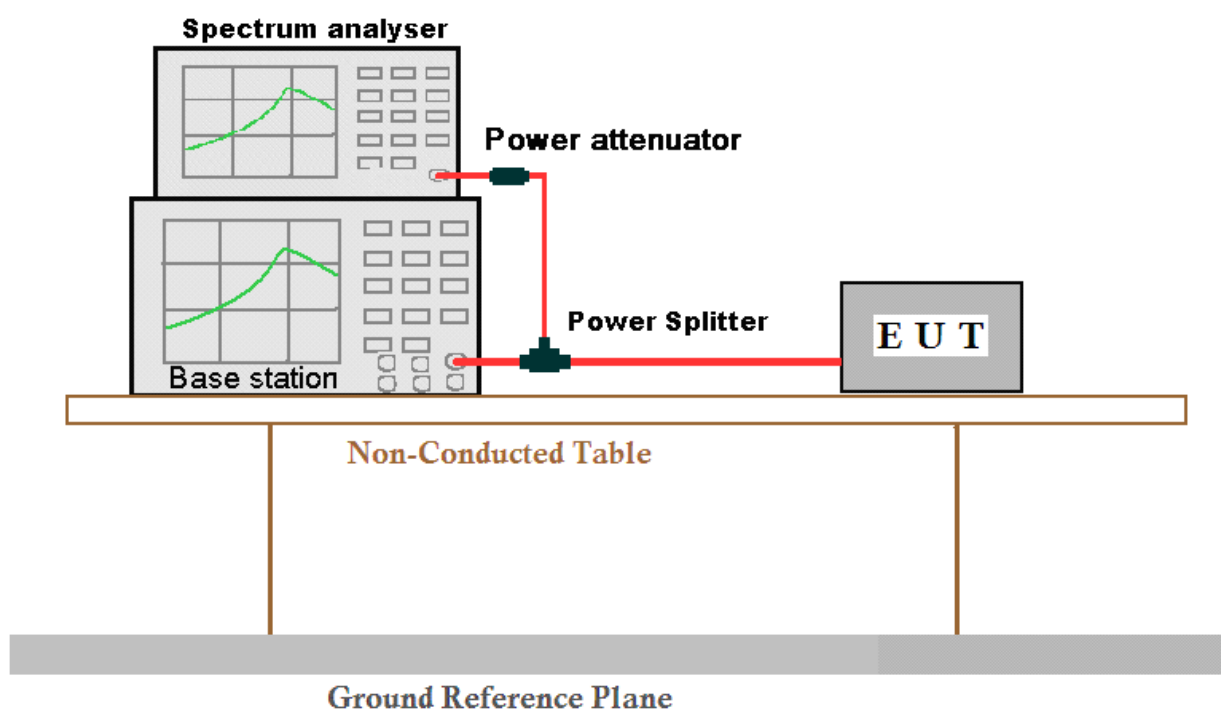 Spectrum analyser
Power attenuator
Power Splitter
E U T
Base station
Non-Conducted Table
Ground Reference Plane